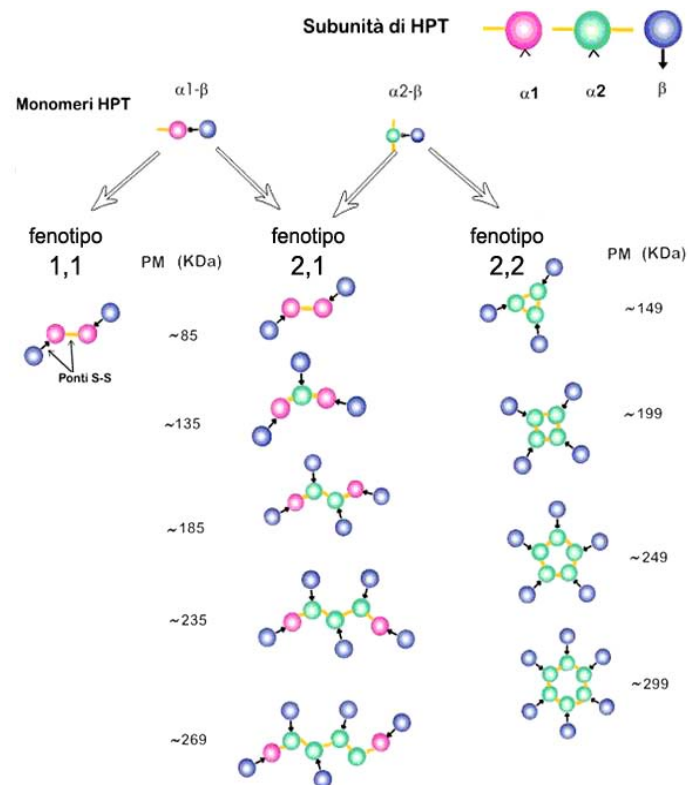 Subunità di HPT
α1
α2
β
Monomeri HPT
α1-β
α2-β
fenotipo
1,1
PM (KDa)
fenotipo
2,1
fenotipo
2,2
PM (KDa)
Ponti S-S
~85
~135
~185
~235
~269
~149
~199
~249
~299